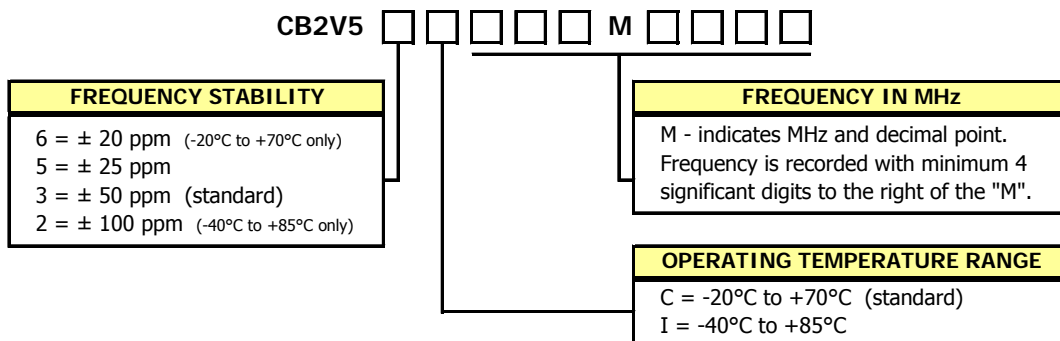 CB2V5 M
FREQUENCY STABILITY
6 = ± 20 ppm (-20°C to +70°C only)
5 = ± 25 ppm
3 = ± 50 ppm (standard)
2 = ± 100 ppm (-40°C to +85°C only)
FREQUENCY IN MHz
M - indicates MHz and decimal point.
Frequency is recorded with minimum 4
significant digits to the right of the "M".
OPERATING TEMPERATURE RANGE
C = -20°C to +70°C (standard)
I = -40°C to +85°C